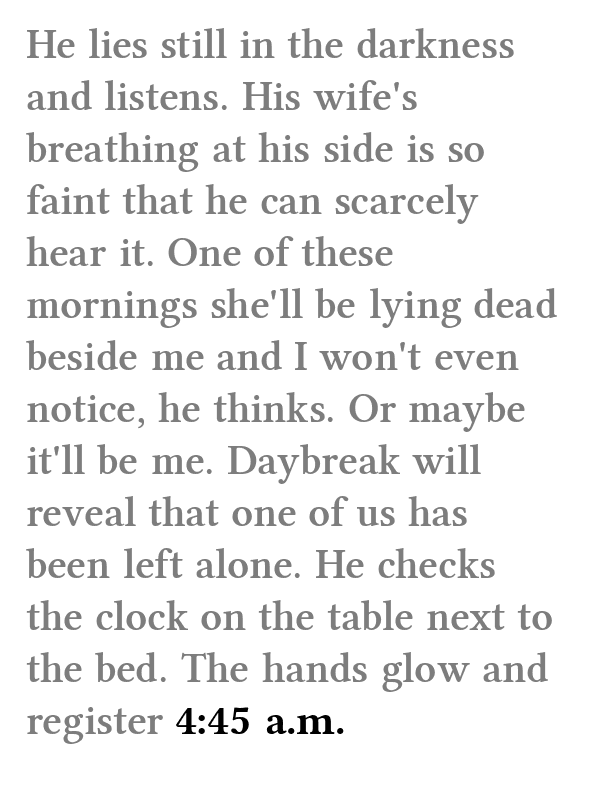 He lies still in the darkness
and listens. His wife's
breathing at his side is so
faint that he can scarcely
hear it. One of these
mornings she'll be lying dead
beside me and I won't even
notice, he thinks. Or maybe
it'll be me. Daybreak will
reveal that one of us has
been left alone. He checks
the clock on the table next to
the bed. The hands glow and
register 4:45 a.m.